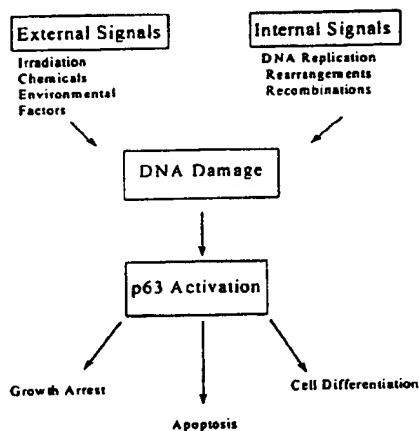 External Signals
Irradiation
Chemicals
Environmental
Factors
Internal Signals
DNA Replication
Rearrangements
Recombinations
DNA Damage
p63 Activation
Growth Arrest
Apoptosis
Cell Differentiation